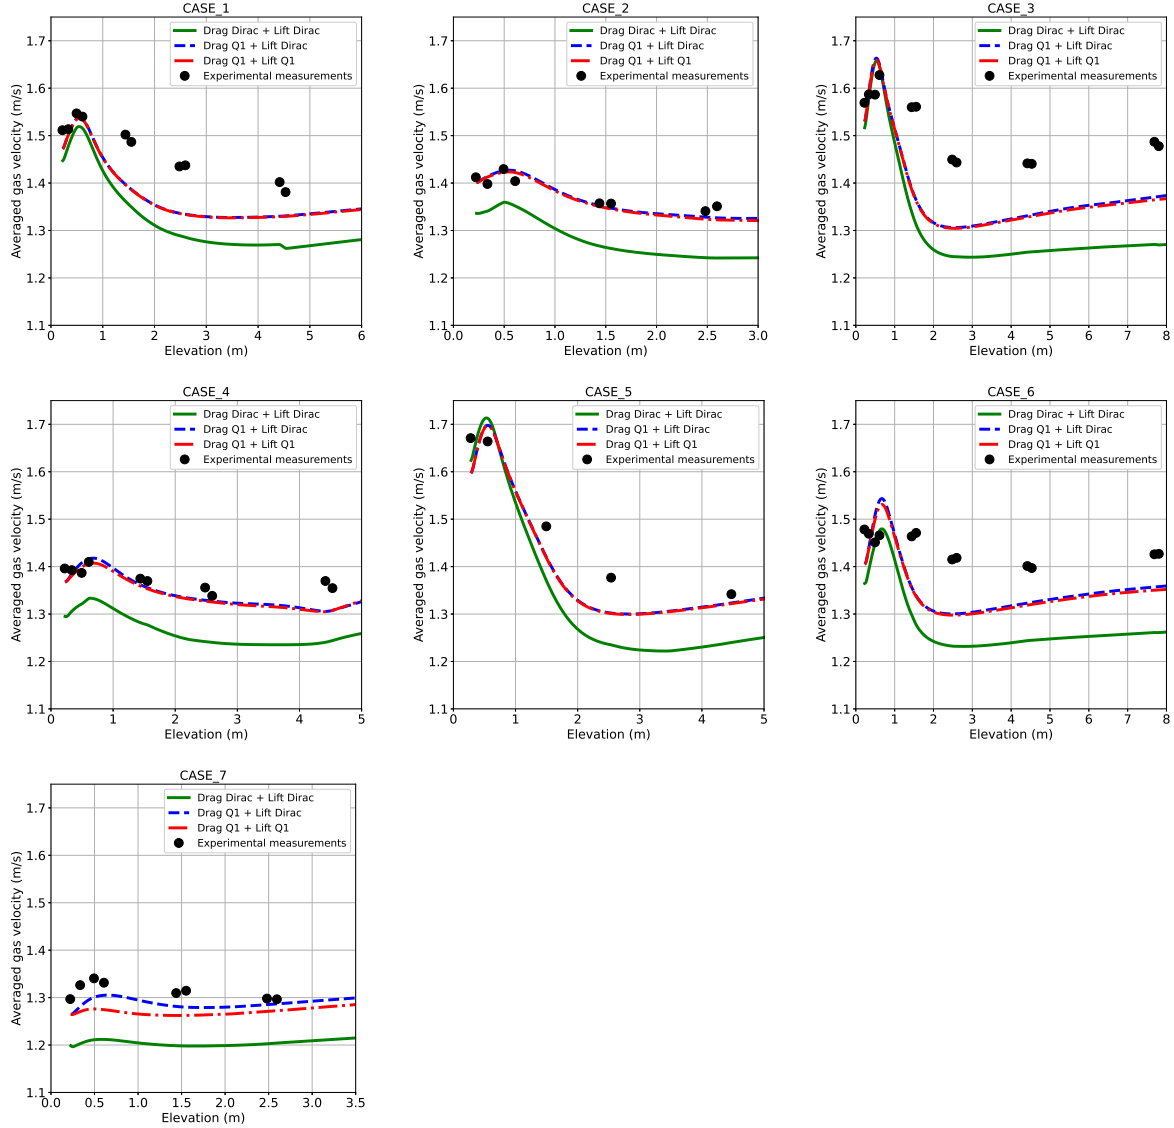 CASE_1
Drag Dirac + Lift Dirac
Drag Q1 + Lift Dirac
Drag Q1 + Lift Q1
Experimental measurements
Averaged gas velocity (m/s)
1.7
1.6
1.5
1.4
1.3
1.2
1.1
0 1 2 3 4 5 6
Elevation (m)
CASE_2
Drag Dirac + Lift Dirac
Drag Q1 + Lift Dirac
Drag Q1 + Lift Q1
Experimental measurements
Averaged gas velocity (m/s)
1.7
1.6
1.5
1.4
1.3
1.2
1.1
0.0 0.5 1.0 1.5 2.0 2.5 3.0
Elevation (m)
CASE_3
Drag Dirac + Lift Dirac
Drag Q1 + Lift Dirac
Drag Q1 + Lift Q1
Experimental measurements
Averaged gas velocity (m/s)
1.7
1.6
1.5
1.4
1.3
1.2
1.1
0 1 2 3 4 5 6 7 8
Elevation (m)
CASE_4
Drag Dirac + Lift Dirac
Drag Q1 + Lift Dirac
Drag Q1 + Lift Q1
Experimental measurements
Averaged gas velocity (m/s)
1.7
1.6
1.5
1.4
1.3
1.2
1.1
0 1 2 3 4 5
Elevation (m)
CASE_5
Drag Dirac + Lift Dirac
Drag Q1 + Lift Dirac
Drag Q1 + Lift Q1
Experimental measurements
Averaged gas velocity (m/s)
1.7
1.6
1.5
1.4
1.3
1.2
1.1
0 1 2 3 4 5
Elevation (m)
CASE_6
Drag Dirac + Lift Dirac
Drag Q1 + Lift Dirac
Drag Q1 + Lift Q1
Experimental measurements
Averaged gas velocity (m/s)
1.7
1.6
1.5
1.4
1.3
1.2
1.1
0 1 2 3 4 5 6 7 8
Elevation (m)
CASE_7
Drag Dirac + Lift Dirac
Drag Q1 + Lift Dirac
Drag Q1 + Lift Q1
Experimental measurements
Averaged gas velocity (m/s)
1.7
1.6
1.5
1.4
1.3
1.2
1.1
0.0 0.5 1.0 1.5 2.0 2.5 3.0 3.5
Elevation (m)